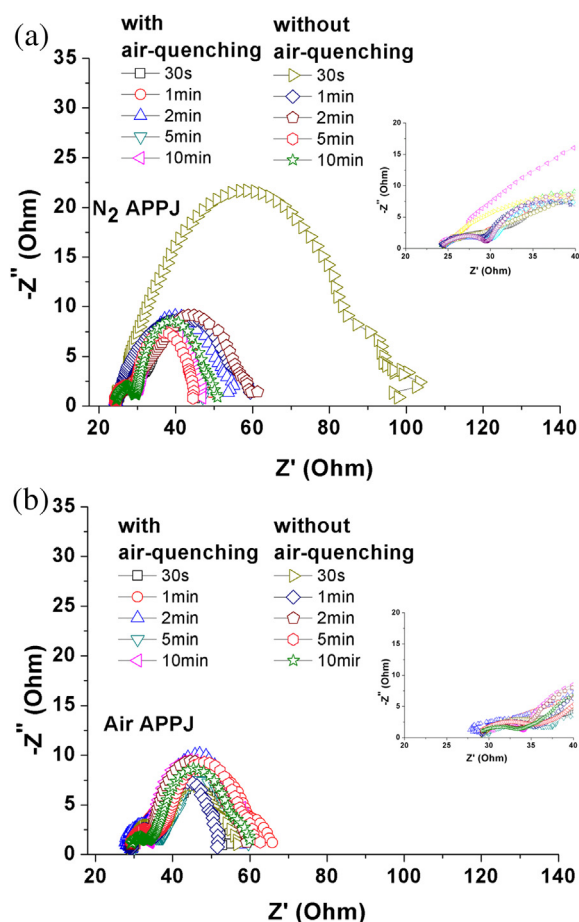 (a)
with
air-quenching
30s
1min
2min
5min
10min
without
air-quenching
30s
1min
2min
5min
10min
N2 APPJ
-Z" (Ohm)
35
30
25
20
15
10
5
0
20 40 60 80 100 120 140
Z' (Ohm)
-Z" (Ohm)
20
15
10
5
0
20 25 30 35 40
Z' (Ohm)
(b)
with
air-quenching
30s
1min
2min
5min
10min
without
air-quenching
30s
1min
2min
5min
10mir
Air APPJ
-Z" (Ohm)
35
30
25
20
15
10
5
0
20 40 60 80 100 120 140
Z' (Ohm)
-Z" (Ohm)
20
15
10
5
0
20 25 30 35 40
Z' (Ohm)